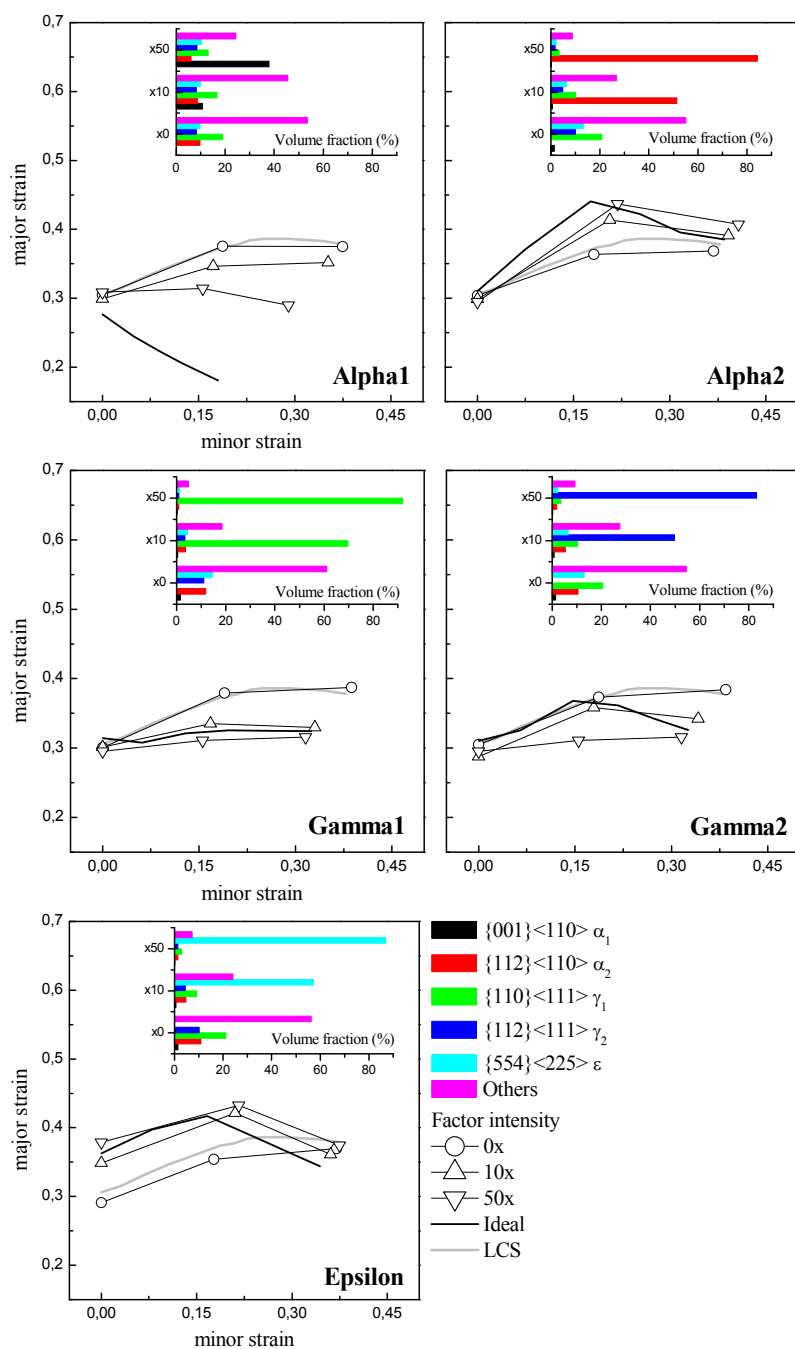 0,7
0,6
0,5
0,4
0,3
0,2
major strain
x50
x10
x0
Volume fraction (%)
0 20 40 60 80
Alpha1
0,00 0,15 0,30 0,45
minor strain
x50
x10
x0
Volume fraction (%)
0 20 40 60 80
Alpha2
0,00 0,15 0,30 0,45
0,7
0,6
0,5
0,4
0,3
0,2
major strain
x50
x10
x0
Volume fraction (%)
0 20 40 60 80
Gamma1
0,00 0,15 0,30 0,45
minor strain
x50
x10
x0
Volume fraction (%)
0 20 40 60 80
Gamma2
0,00 0,15 0,30 0,45
0,7
0,6
0,5
0,4
0,3
0,2
major strain
x50
x10
x0
Volume fraction (%)
0 20 40 60 80
Epsilon
0,00 0,15 0,30 0,45
minor strain
{001}<110> α₁
{112}<110> α₂
{110}<111> γ₁
{112}<111> γ₂
{554}<225> ε
Others
Factor intensity
0x
10x
50x
Ideal
LCS